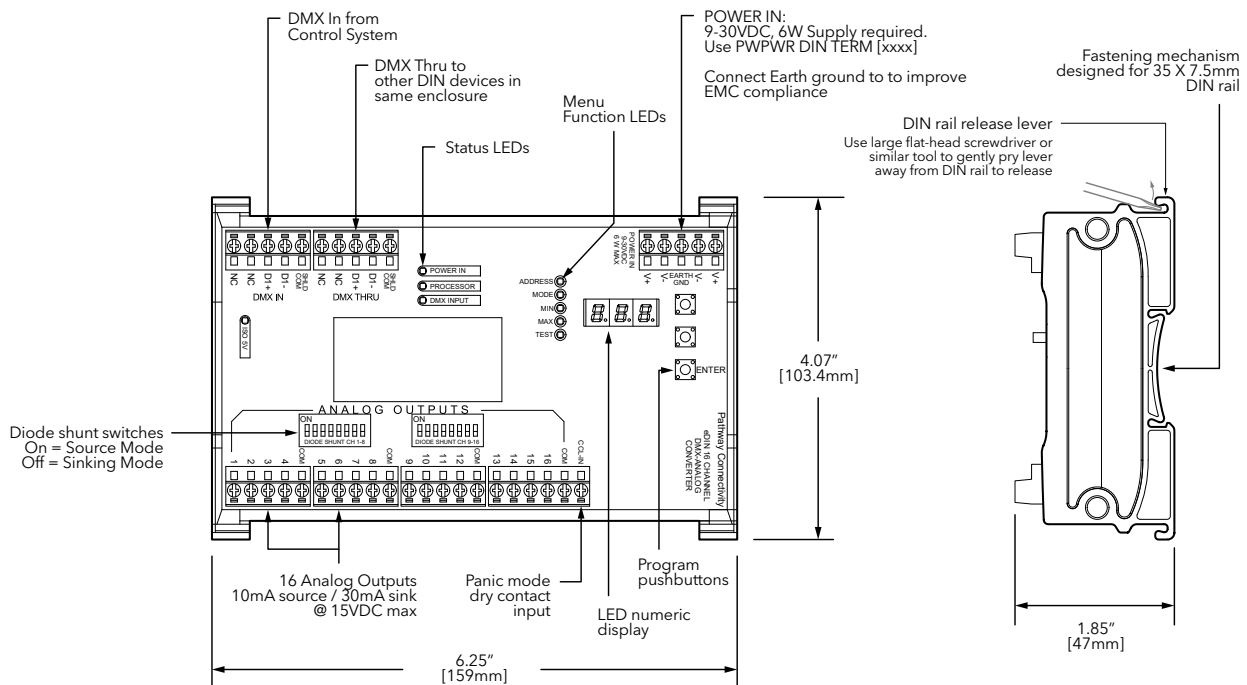 DMX In from
Control System
DMX Thru to
other DIN devices in
same enclosure
Status LEDs
Menu
Function LEDs
POWER IN:
9-30VDC, 6W Supply required.
Use PWPWR DIN TERM [xxxx]
Connect Earth ground to to improve
EMC compliance
Fastening mechanism
designed for 35 X 7.5mm
DIN rail
DIN rail release lever
Use large flat-head screwdriver or
similar tool to gently pry lever
away from DIN rail to release
NC
NC
D1+
D1-
SHLD
COM
DMX IN
NC
NC
D1+
D1-
SHLD
COM
DMX THRU
POWER IN
PROCESSOR
DMX INPUT
ISO 5V
ADDRESS
MODE
MIN
MAX
TEST
8.8.8.
POWER IN
9-30VDC
6 W MAX
V+
V-
EARTH
GND
V-
V+
ENTER
4.07"
[103.4mm]
ANALOG OUTPUTS
ON
DIODE SHUNT CH 1-8
ON
DIODE SHUNT CH 9-16
Diode shunt switches
On = Source Mode
Off = Sinking Mode
1
2
3
4
COM
5
6
7
8
COM
9
10
11
12
COM
13
14
15
16
COM
CCL-IN
Pathway Connectivity
eDIN 16 CHANNEL
DMX-ANALOG
CONVERTER
16 Analog Outputs
10mA source / 30mA sink
@ 15VDC max
Panic mode
dry contact
input
LED numeric
display
Program
pushbuttons
6.25"
[159mm]
1.85"
[47mm]